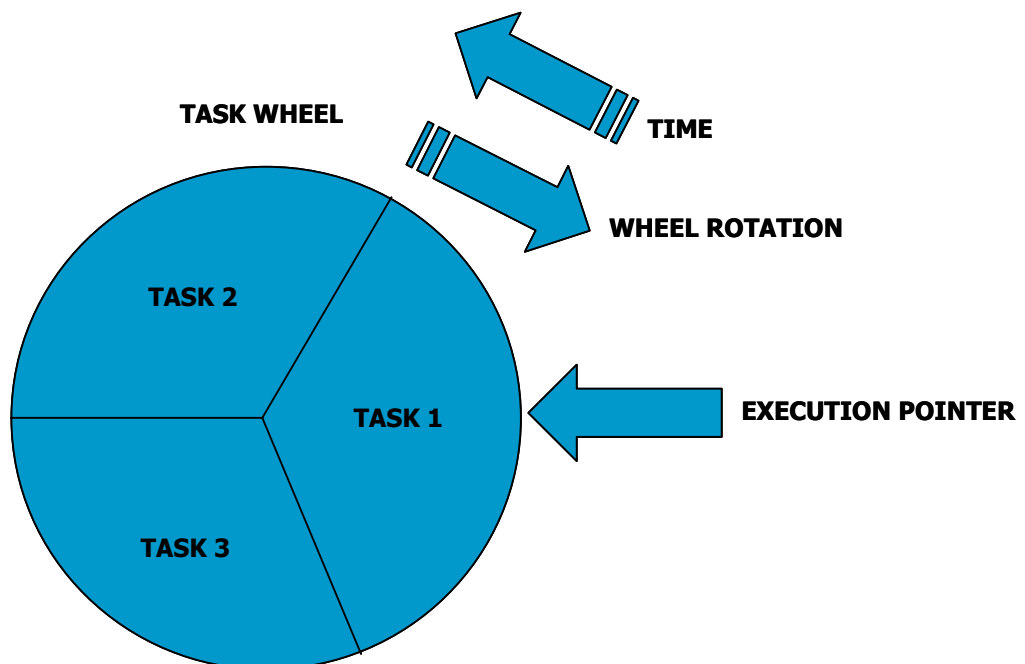 TASK WHEEL
TIME
WHEEL ROTATION
TASK 2
TASK 1
EXECUTION POINTER
TASK 3